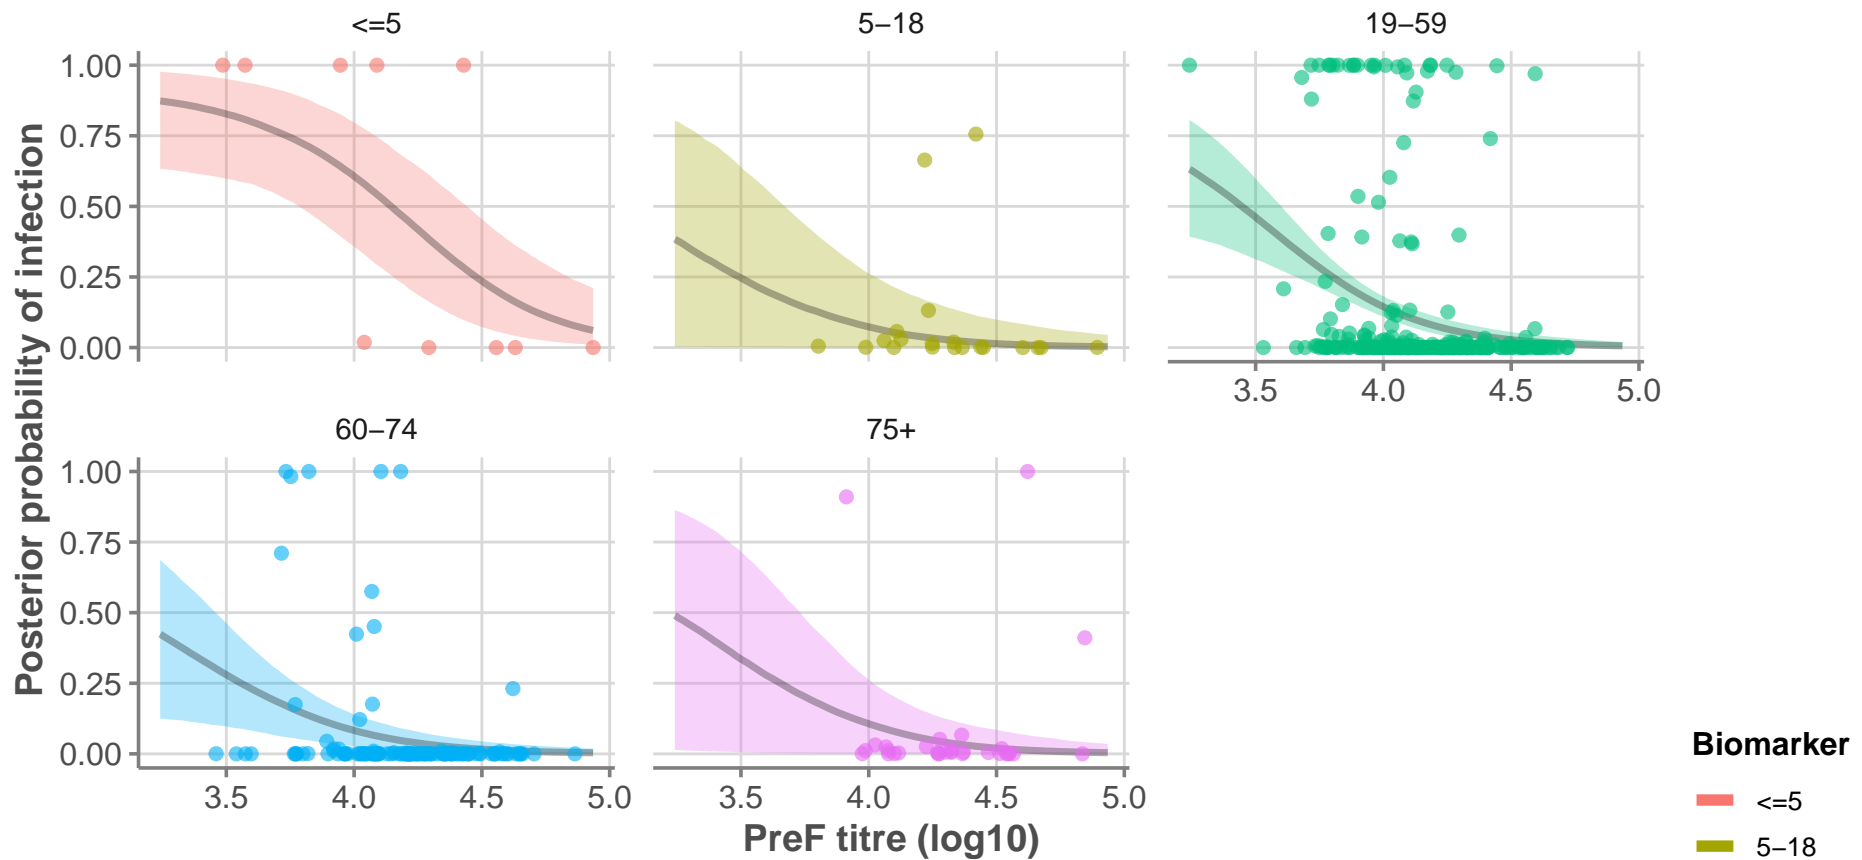 <=5
5–18
19–59
1.00
0.75
0.50
0.25
0.00
3.5 4.0 4.5 5.0
60–74
75+
1.00
0.75
0.50
0.25
0.00
3.5 4.0 4.5 5.0
3.5 4.0 4.5 5.0
Posterior probability of infection
PreF titre (log10)
Biomarker
<=5
5–18